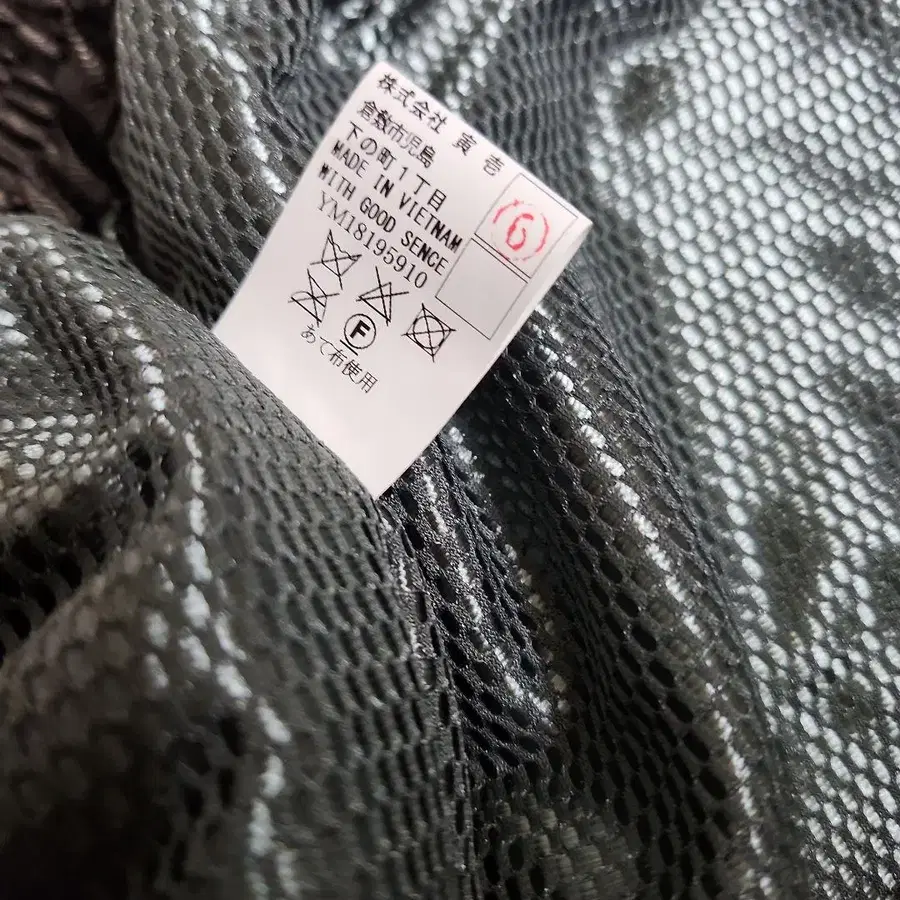 株式会社 寅壱
倉敷市児島
下の町1丁目
MADE IN VIETNAM
WITH GOOD SENCE
YM18195910
6
F
あて布使用